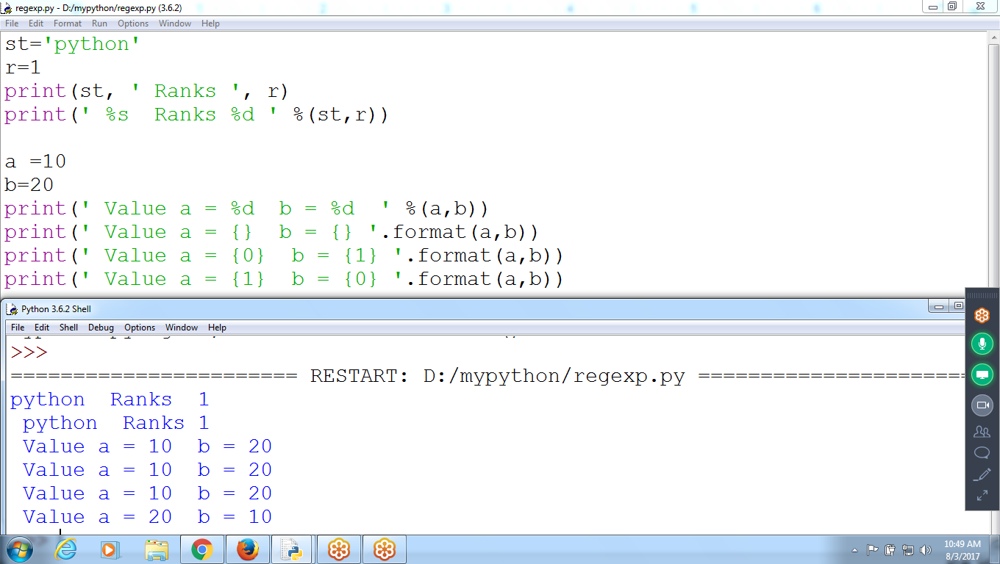 regexp.py - D:/mypython/regexp.py (3.6.2)
File Edit Format Run Options Window Help
st='python'
r=1
print(st, ' Ranks ', r)
print(' %s  Ranks %d ' %(st,r))
a =10
b=20
print(' Value a = %d  b = %d  ' %(a,b))
print(' Value a = {}  b = {} '.format(a,b))
print(' Value a = {0}  b = {1} '.format(a,b))
print(' Value a = {1}  b = {0} '.format(a,b))
Python 3.6.2 Shell
File Edit Shell Debug Options Window Help
>>>
======================= RESTART: D:/mypython/regexp.py ======================
python  Ranks  1
 python  Ranks 1
 Value a = 10  b = 20
 Value a = 10  b = 20
 Value a = 10  b = 20
 Value a = 20  b = 10
10:49 AM
8/3/2017